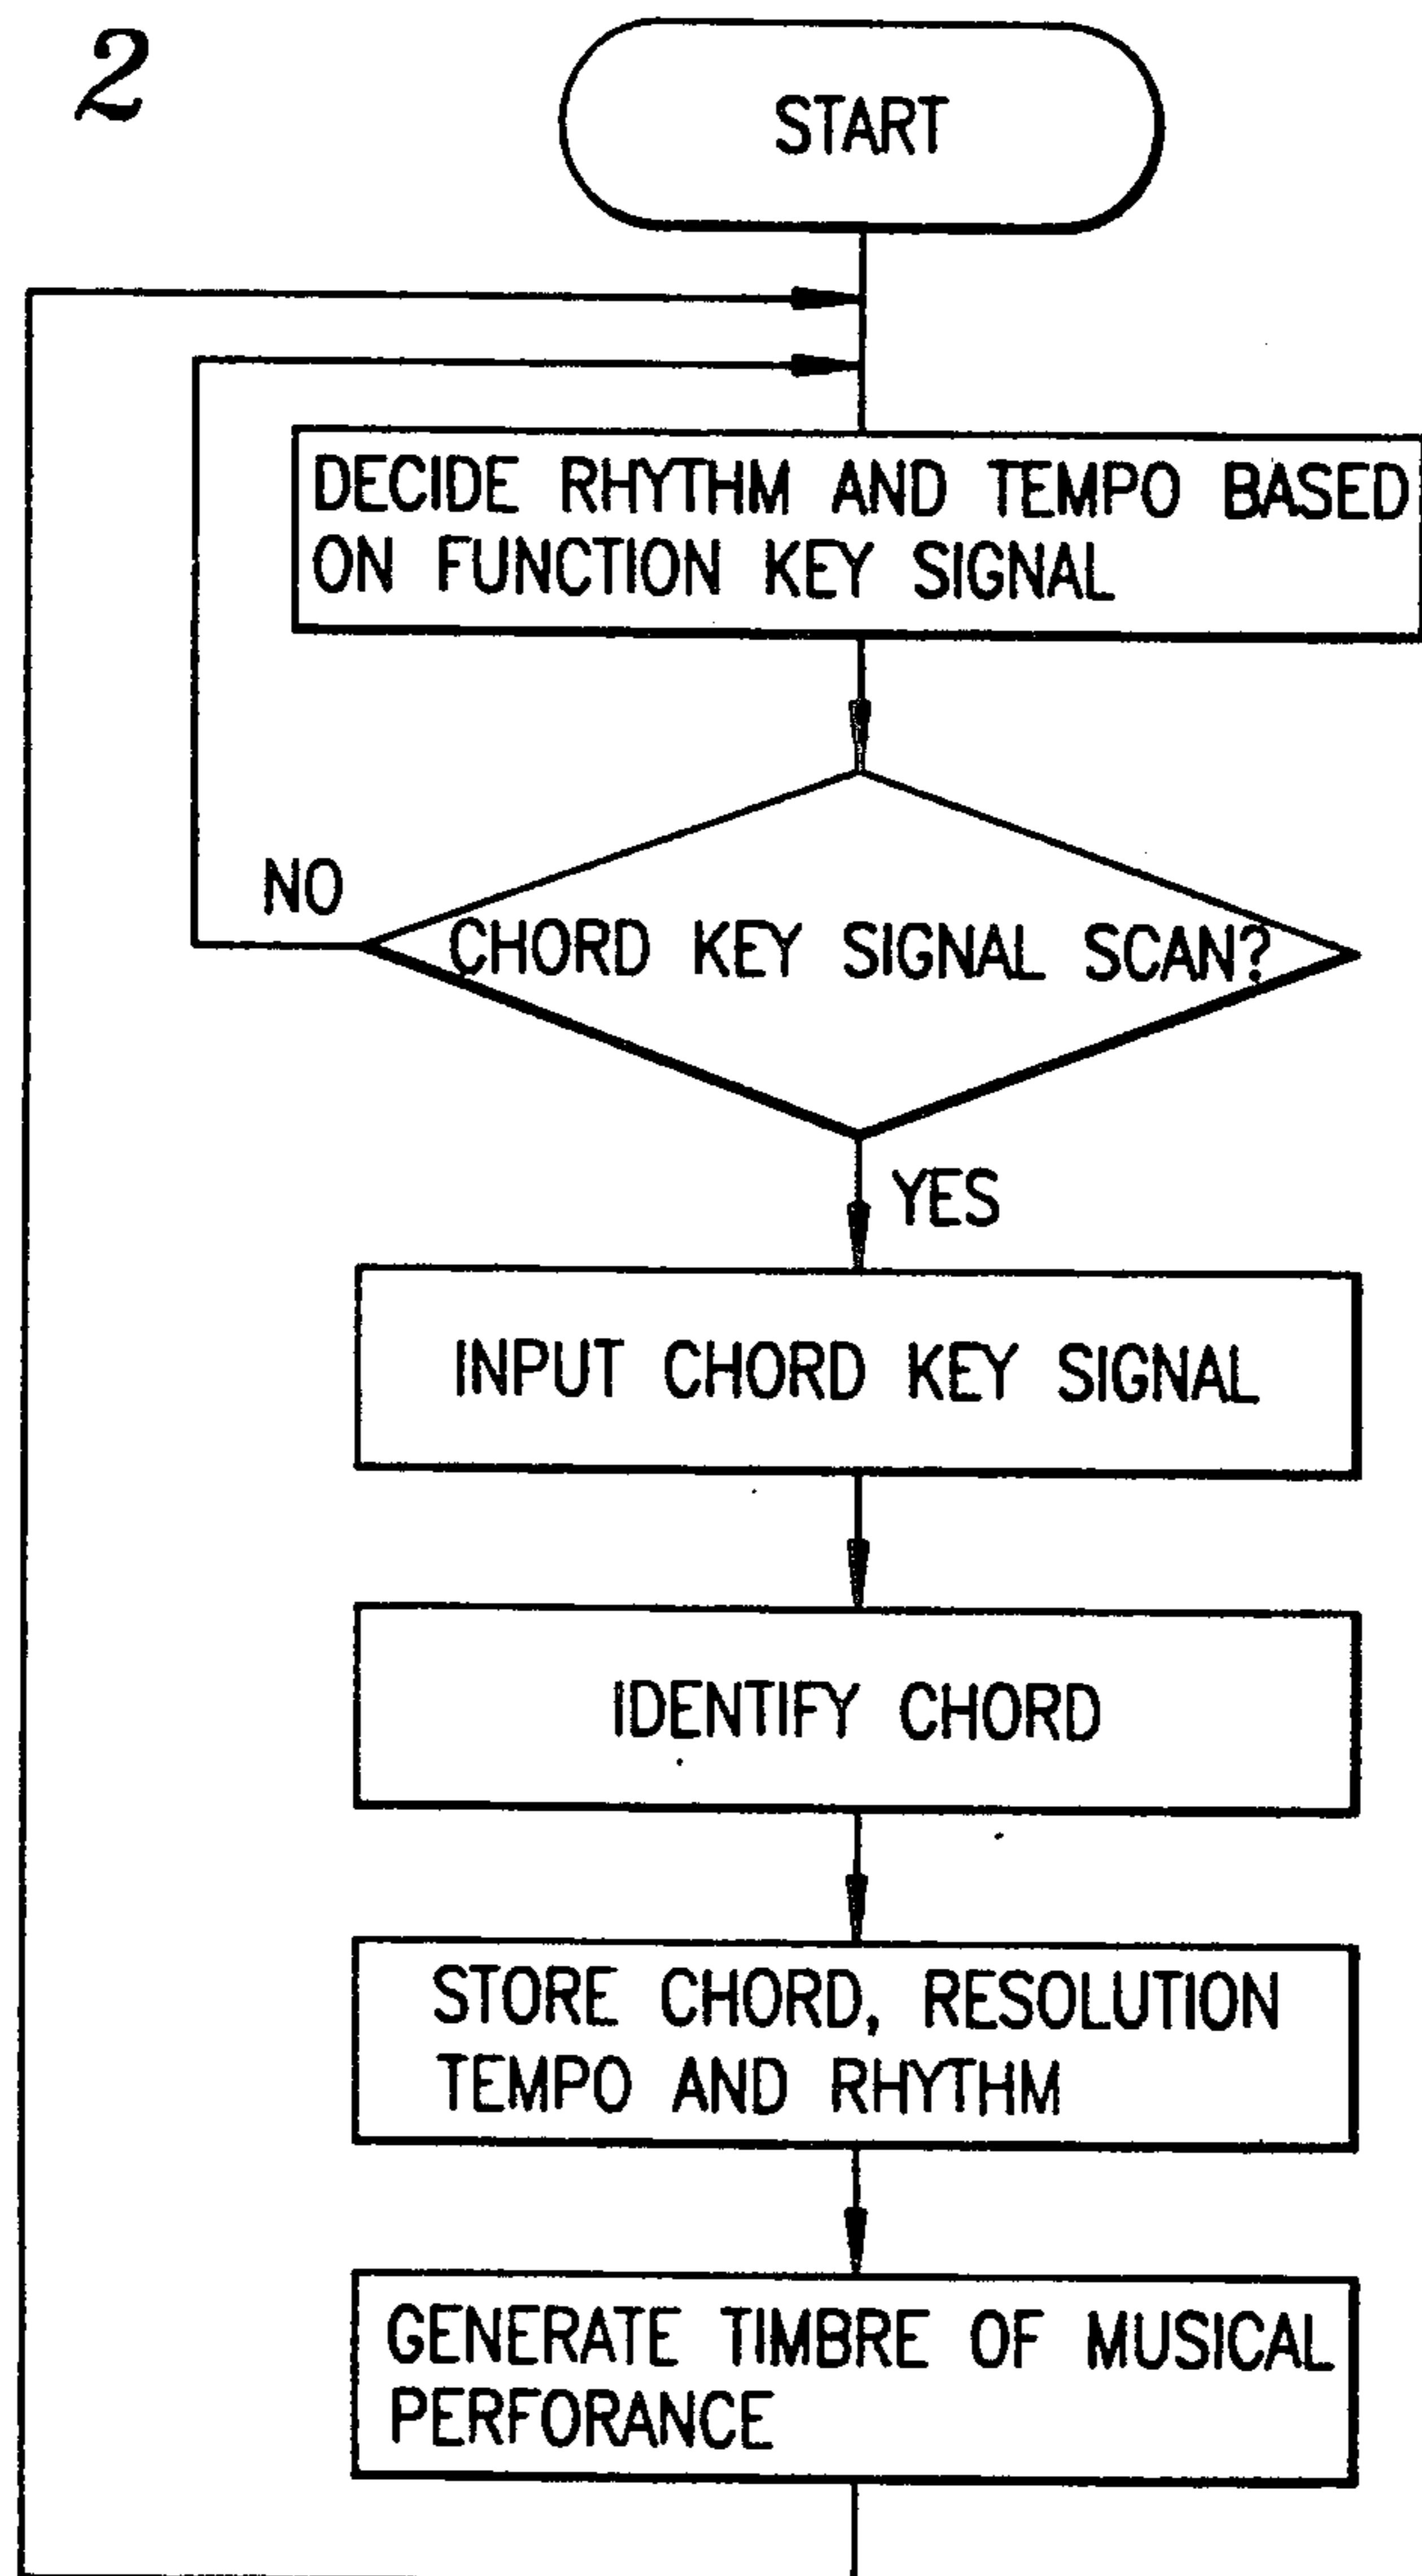 2
START
DECIDE RHYTHM AND TEMPO BASED
ON FUNCTION KEY SIGNAL
NO
CHORD KEY SIGNAL SCAN?
YES
INPUT CHORD KEY SIGNAL
IDENTIFY CHORD
STORE CHORD, RESOLUTION
TEMPO AND RHYTHM
GENERATE TIMBRE OF MUSICAL
PERFORANCE